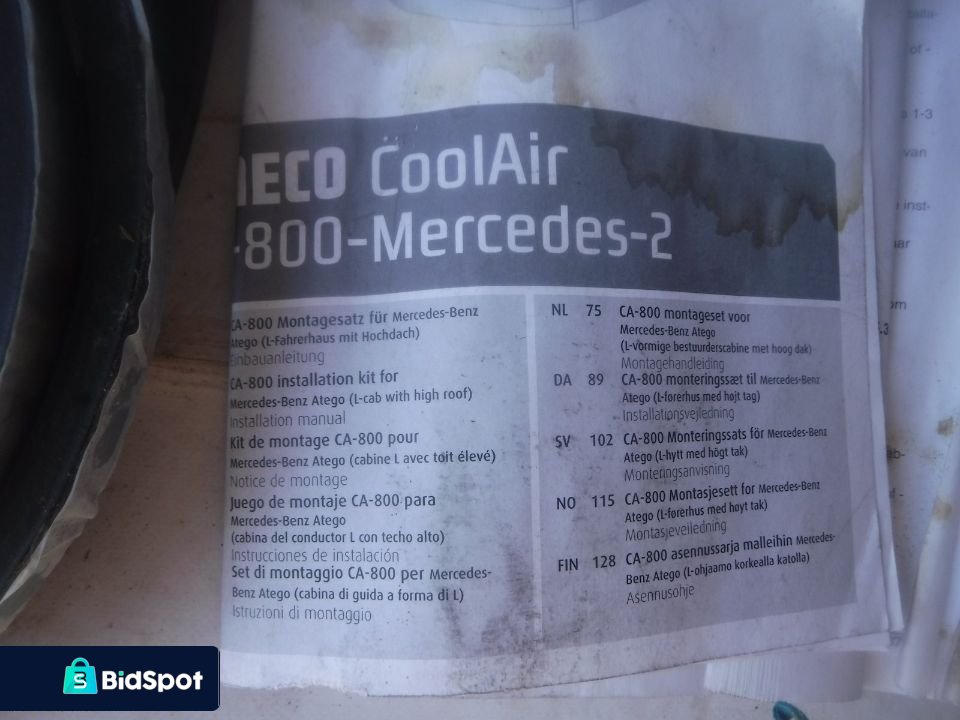 NECO CoolAir
-800-Mercedes-2
CA-800 Montagesatz für Mercedes-Benz
Atego (L-Fahrerhaus mit Hochdach)
Einbauanleitung
CA-800 installation kit for
Mercedes-Benz Atego (L-cab with high roof)
Installation manual
Kit de montage CA-800 pour
Mercedes-Benz Atego (cabine L avec toit élevé)
Notice de montage
Juego de montaje CA-800 para
Mercedes-Benz Atego
(cabina del conductor L con techo alto)
Instrucciones de instalación
Set di montaggio CA-800 per Mercedes-
Benz Atego (cabina di guida a forma di L)
Istruzioni di montaggio
NL 75 CA-800 montageset voor
Mercedes-Benz Atego
(L-vormige bestuurderscabine met hoog dak)
Montagehandleiding
DA 89 CA-800 monteringssæt til Mercedes-Benz
Atego (L-førerhus med højt tag)
Installationsvejledning
SV 102 CA-800 Monteringssats för Mercedes-Benz
Atego (L-hytt med högt tak)
Monteringsanvisning
NO 115 CA-800 Montasjesett for Mercedes-Benz
Atego (L-førerhus med høyt tak)
Montasjeveiledning
FIN 128 CA-800 asennussarja malleihin Mercedes-
Benz Atego (L-ohjaamo korkealla katolla)
Asennusohje
of -
1-3
van
inst-
BidSpot